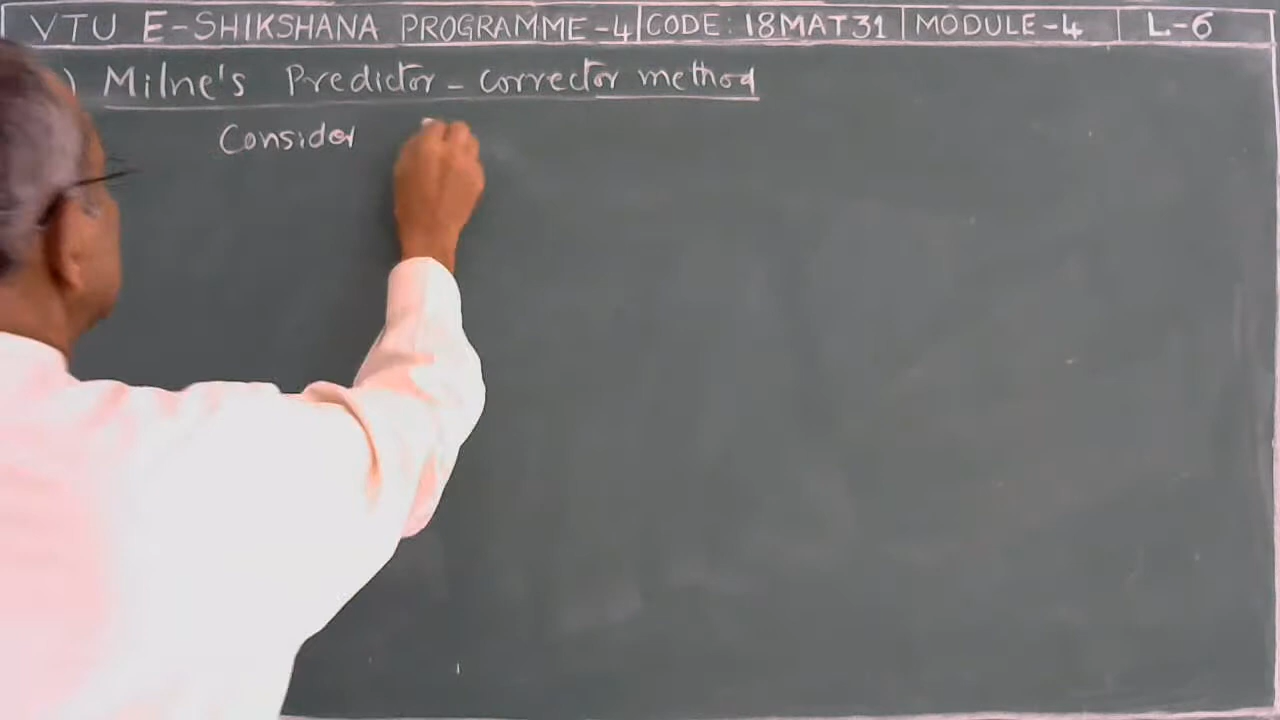 VTU E-SHIKSHANA PROGRAMME-4 CODE: 18MAT31 MODULE-4 L-6
) Milne's Predictor - corrector method
Consider